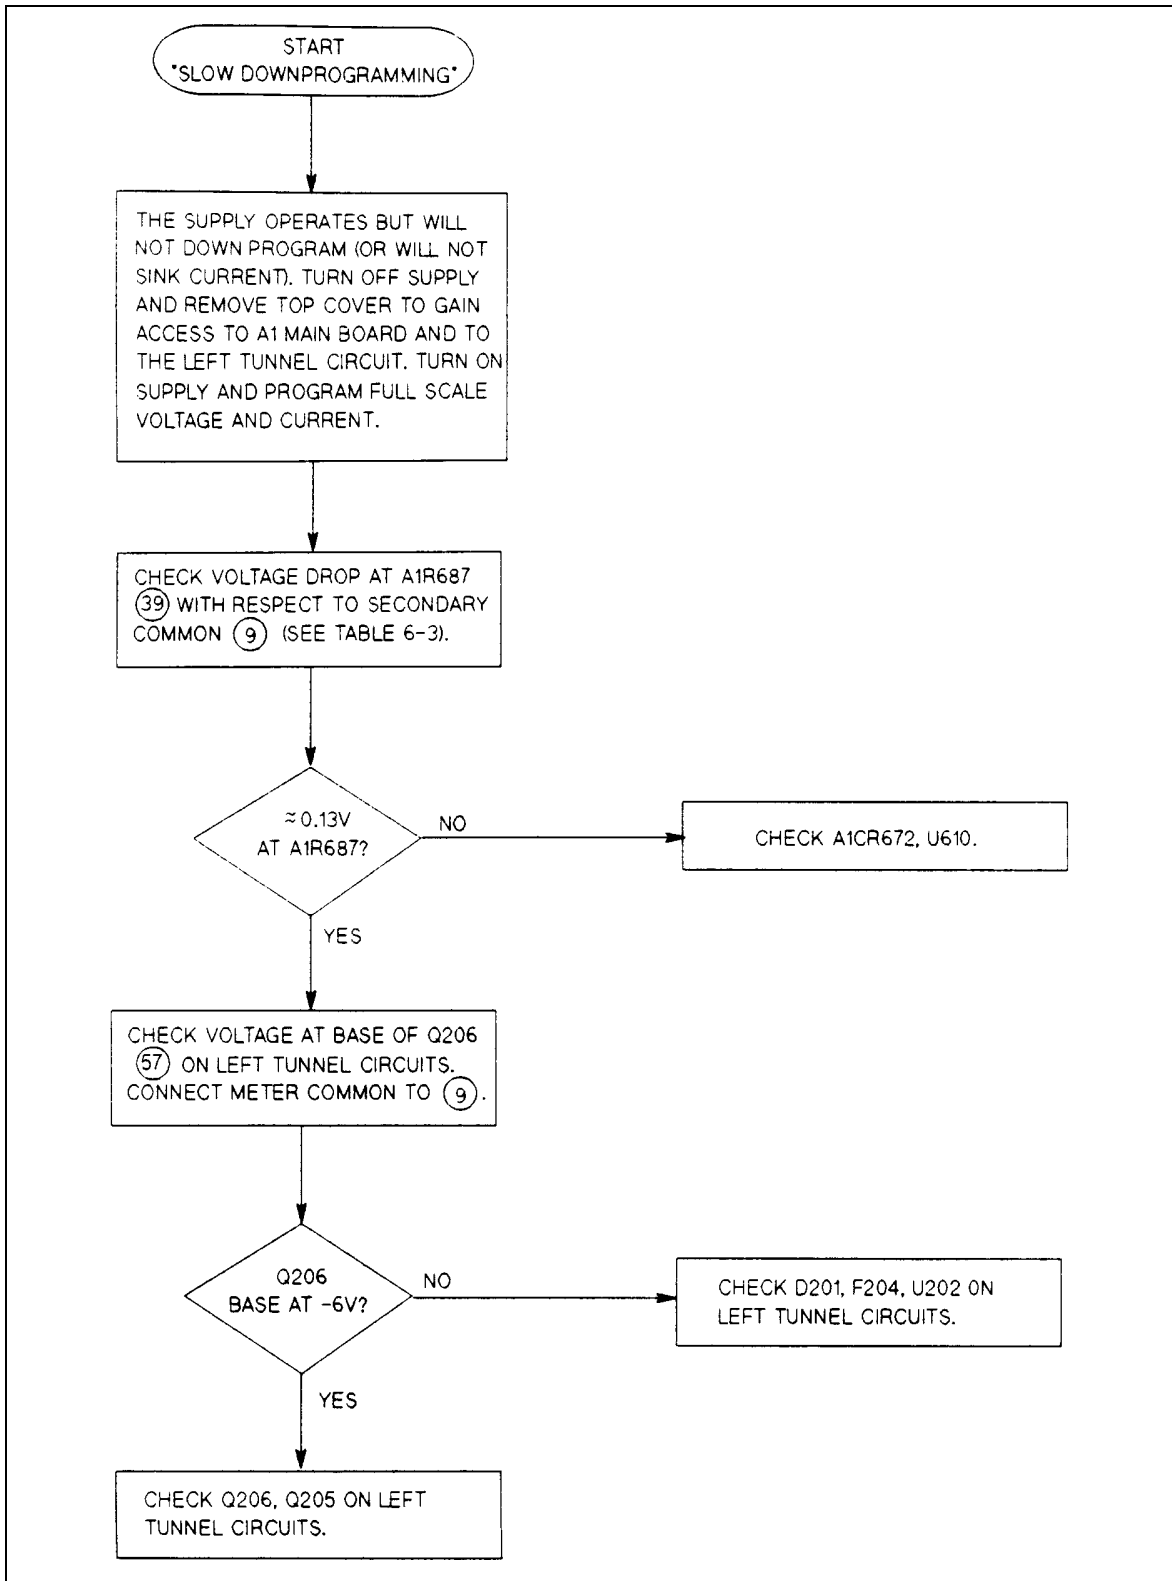 START
"SLOW DOWNPROGRAMMING"
THE SUPPLY OPERATES BUT WILL
NOT DOWN PROGRAM (OR WILL NOT
SINK CURRENT). TURN OFF SUPPLY
AND REMOVE TOP COVER TO GAIN
ACCESS TO A1 MAIN BOARD AND TO
THE LEFT TUNNEL CIRCUIT. TURN ON
SUPPLY AND PROGRAM FULL SCALE
VOLTAGE AND CURRENT.
CHECK VOLTAGE DROP AT A1R687
39 WITH RESPECT TO SECONDARY
COMMON 9 (SEE TABLE 6-3).
≈0.13V
AT A1R687?
NO
CHECK A1CR672, U610.
YES
CHECK VOLTAGE AT BASE OF Q206
57 ON LEFT TUNNEL CIRCUITS.
CONNECT METER COMMON TO 9.
Q206
BASE AT -6V?
NO
CHECK D201, F204, U202 ON
LEFT TUNNEL CIRCUITS.
YES
CHECK Q206, Q205 ON LEFT
TUNNEL CIRCUITS.